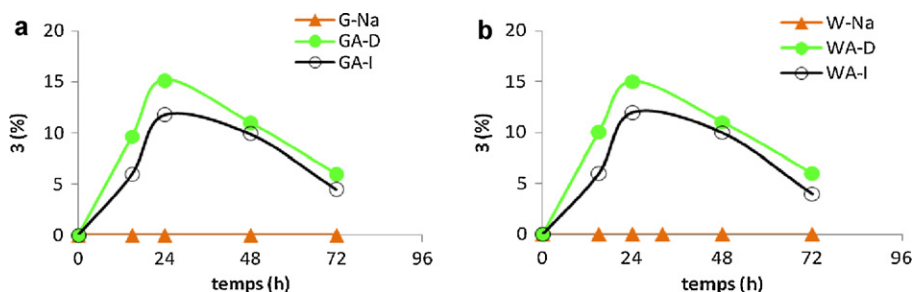 a
G-Na
GA-D
GA-I
3 (%)
20
15
10
5
0
0 24 48 72 96
temps (h)
b
W-Na
WA-D
WA-I
3 (%)
20
15
10
5
0
0 24 48 72 96
temps (h)